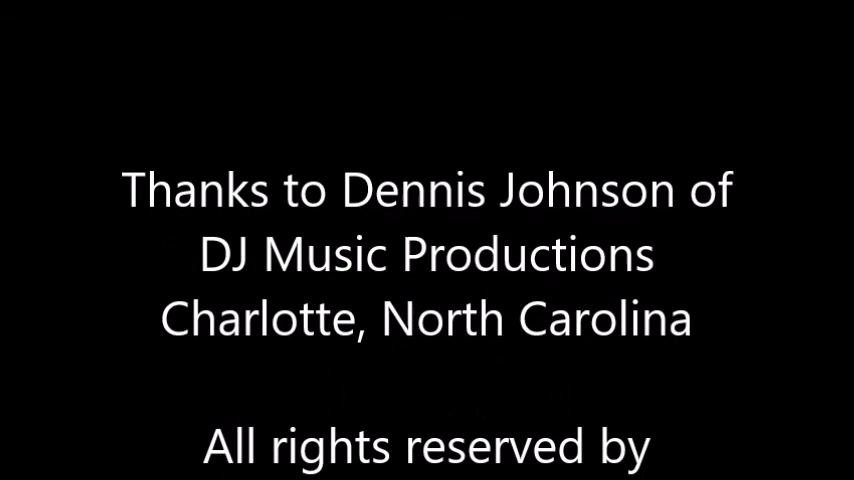 Thanks to Dennis Johnson of
DJ Music Productions
Charlotte, North Carolina
All rights reserved by